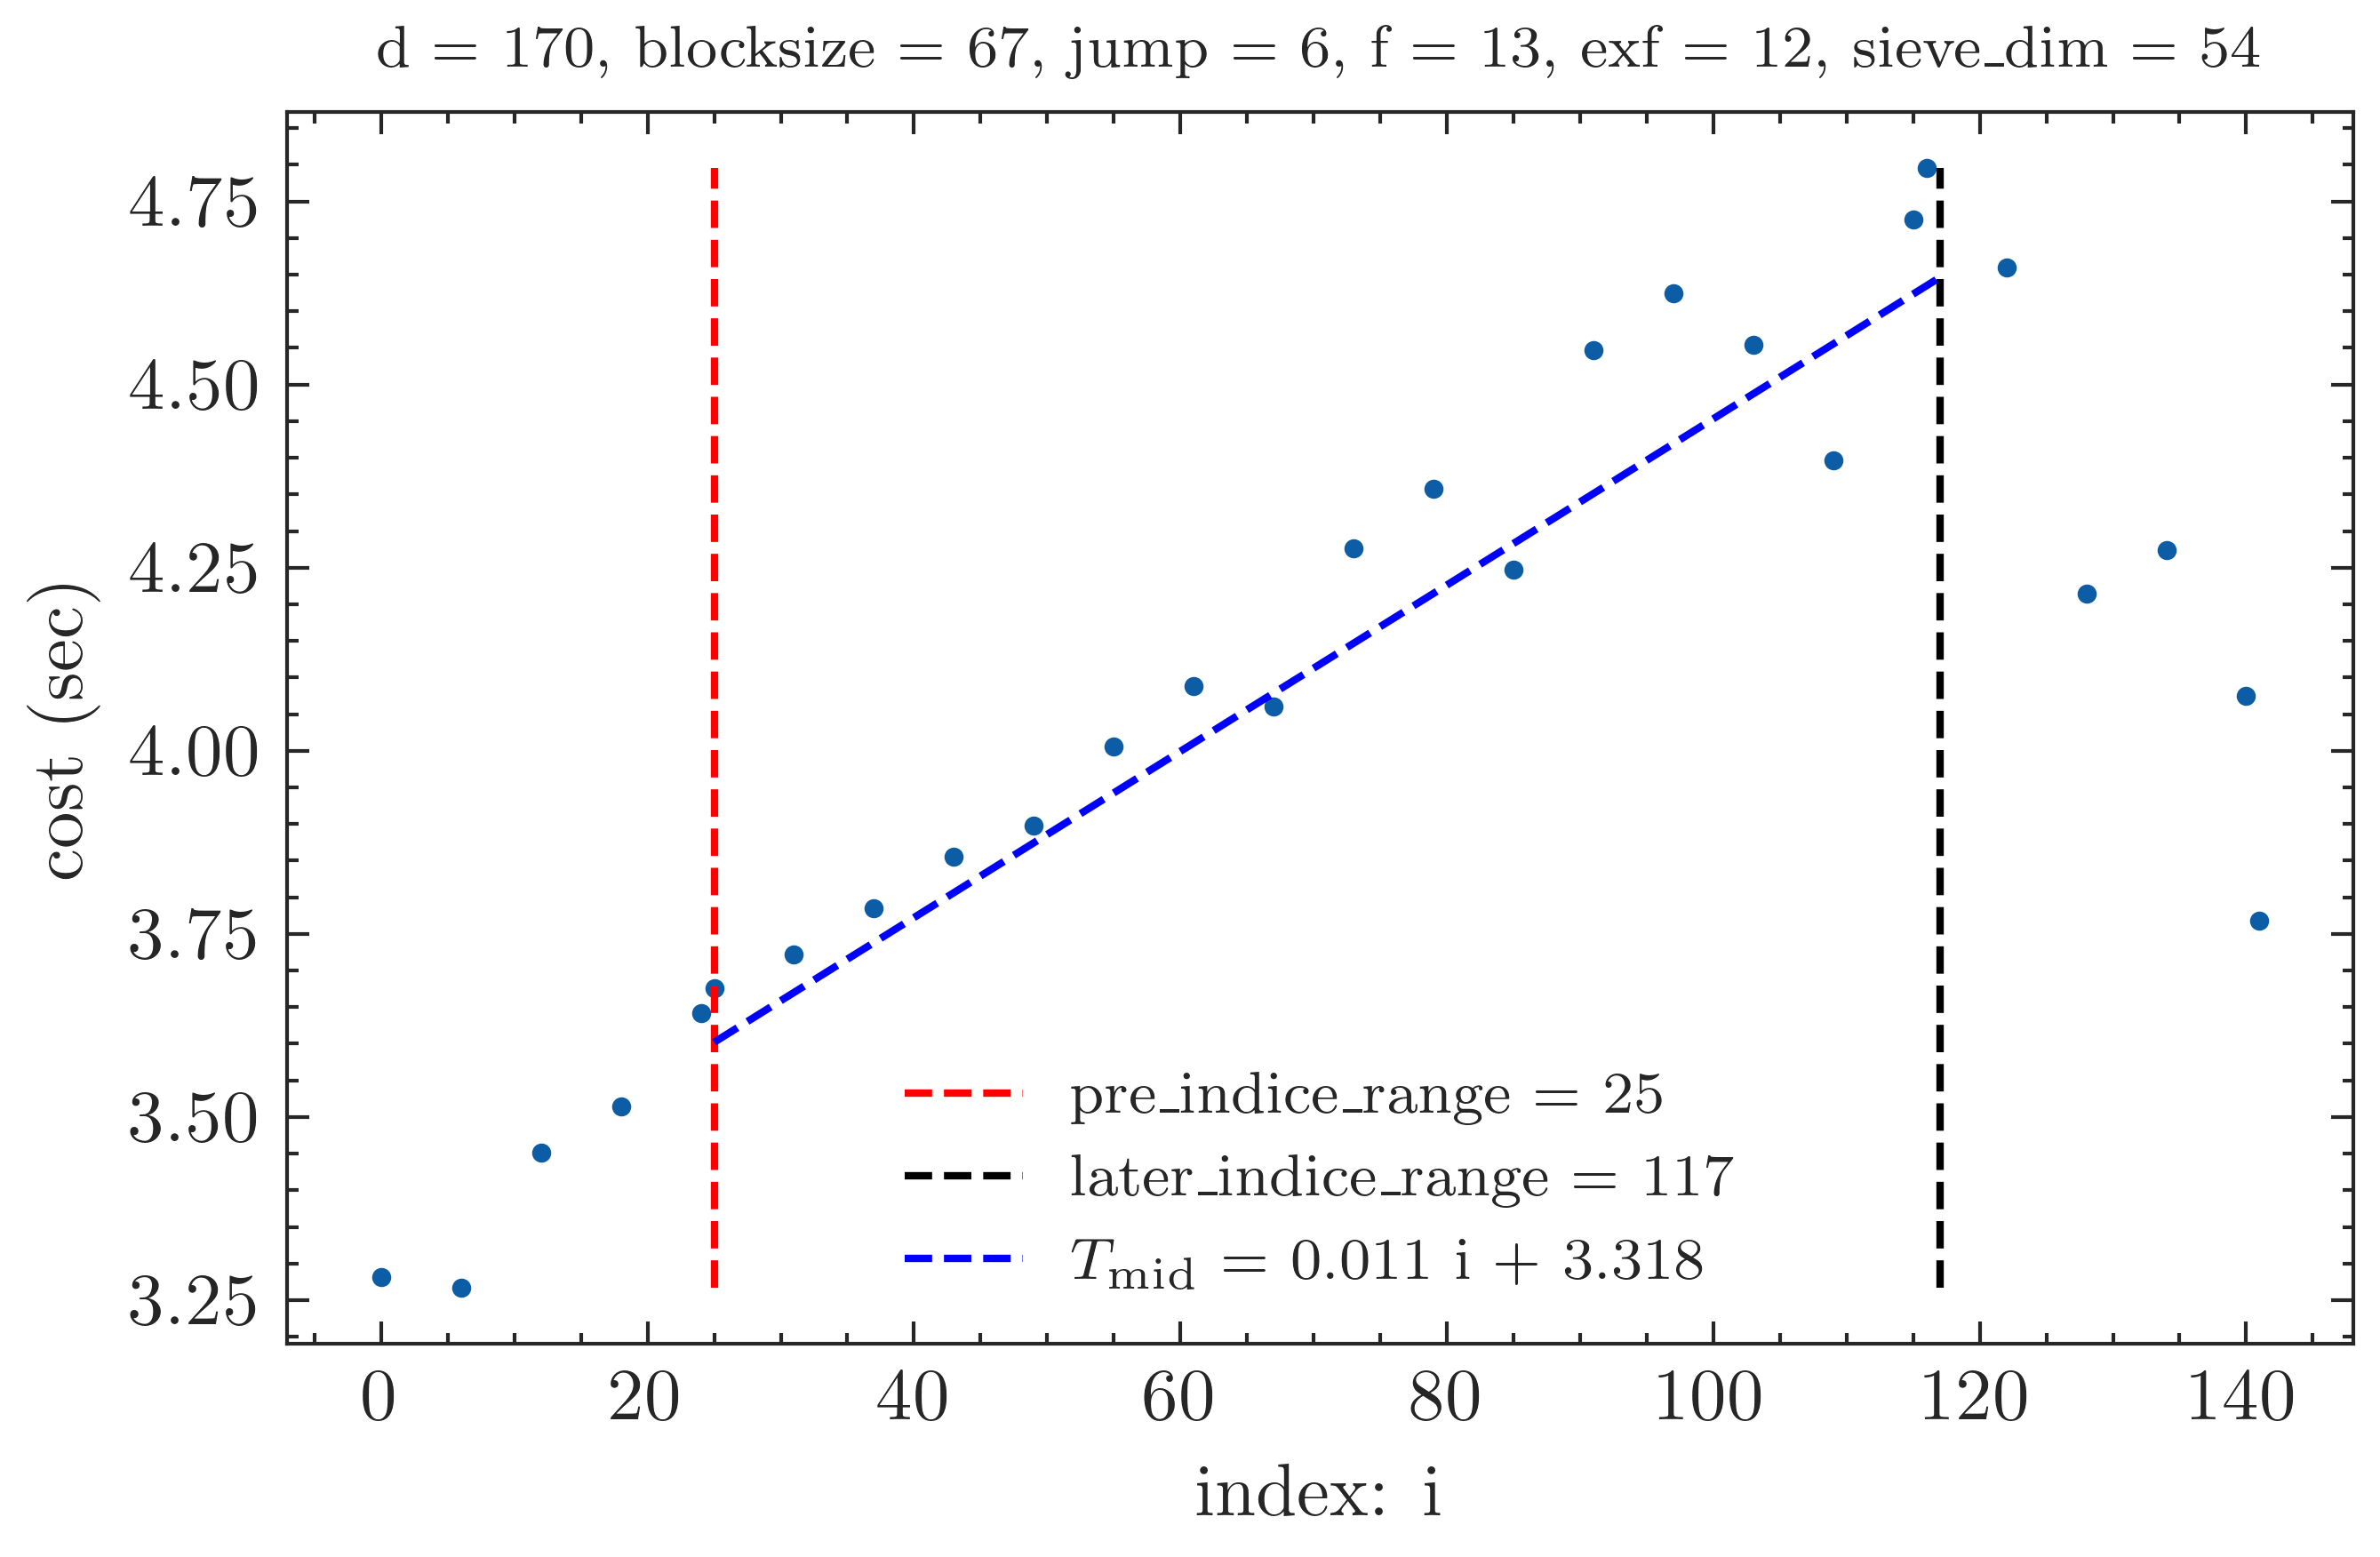 d = 170, blocksize = 67, jump = 6, f = 13, exf = 12, sieve_dim = 54
4.75
4.50
4.25
4.00
3.75
3.50
3.25
cost (sec)
pre_indice_range = 25
later_indice_range = 117
T_mid = 0.011 i + 3.318
0 20 40 60 80 100 120 140
index: i